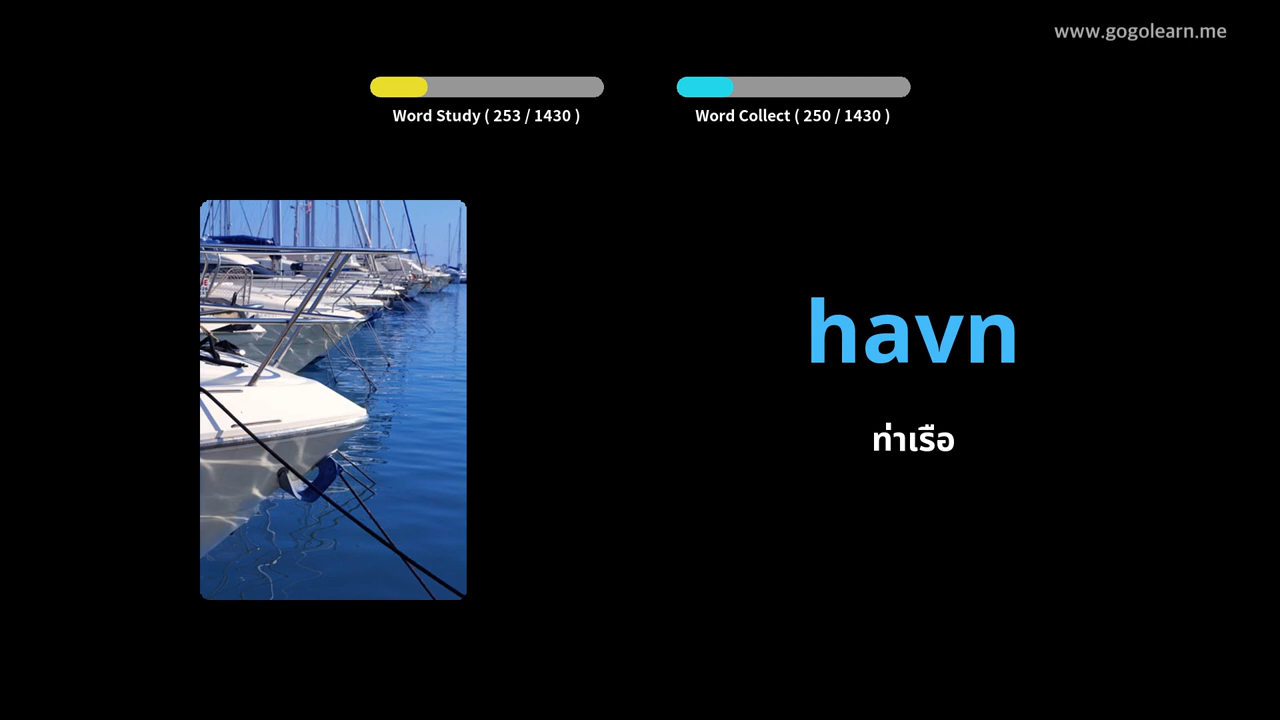 www.gogolearn.me
Word Study ( 253 / 1430 )
Word Collect ( 250 / 1430 )
havn
ท่าเรือ